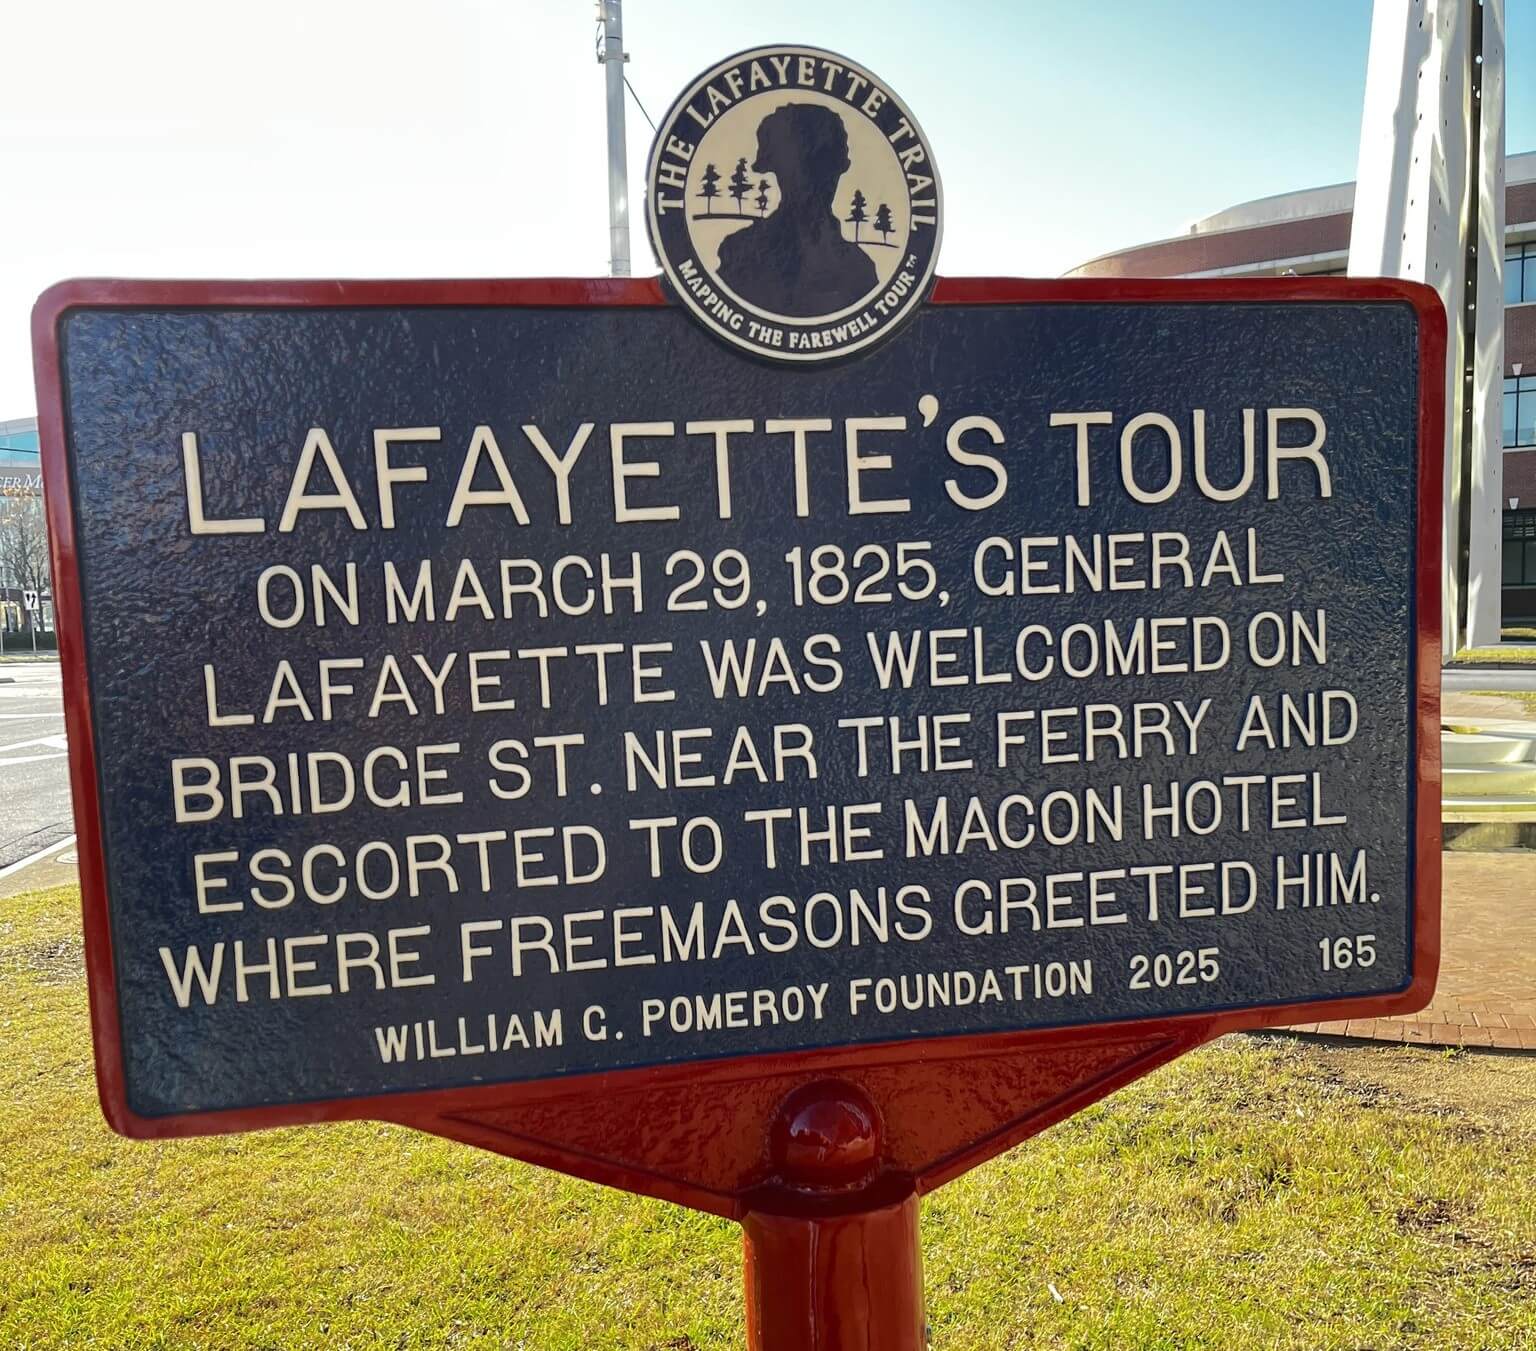 THE LAFAYETTE TRAIL
MAPPING THE FAREWELL TOUR™
LAFAYETTE'S TOUR
ON MARCH 29, 1825, GENERAL
LAFAYETTE WAS WELCOMED ON
BRIDGE ST. NEAR THE FERRY AND
ESCORTED TO THE MACON HOTEL
WHERE FREEMASONS GREETED HIM.
WILLIAM G. POMEROY FOUNDATION 2025 165